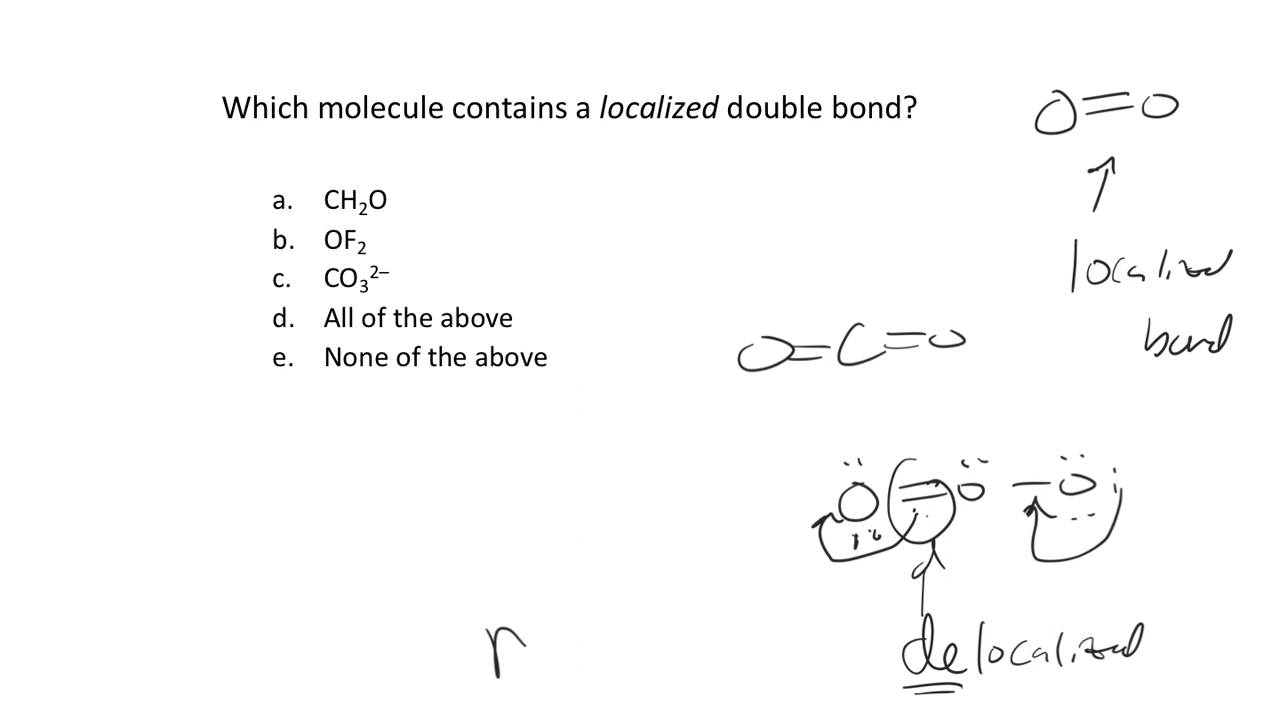 Which molecule contains a localized double bond?
O=O
a. CH₂O
b. OF₂
c. CO₃²⁻
d. All of the above
e. None of the above
localized
bond
O=C=O
O=O-O
delocalized
r